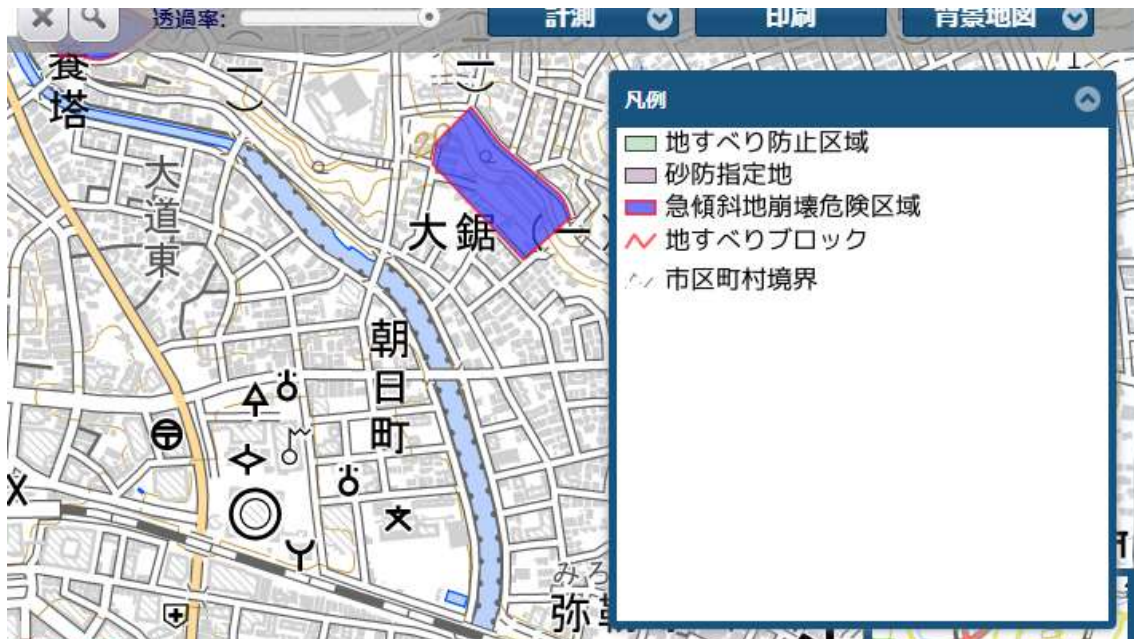 透過率:
計測
印刷
背景地図
養塔
大道東
大鋸
朝日町
凡例
地すべり防止区域
砂防指定地
急傾斜地崩壊危険区域
地すべりブロック
市区町村境界
みろ
弥勒